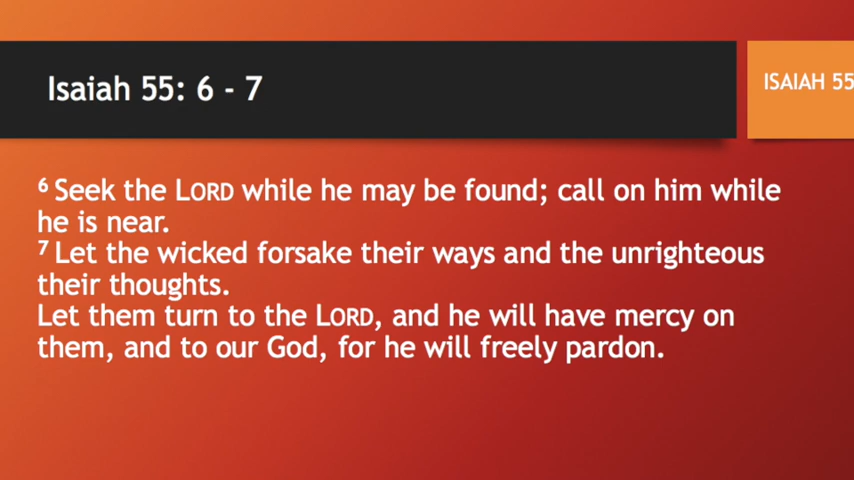 Isaiah 55: 6 - 7
ISAIAH 55
6 Seek the LORD while he may be found; call on him while
he is near.
7 Let the wicked forsake their ways and the unrighteous
their thoughts.
Let them turn to the LORD, and he will have mercy on
them, and to our God, for he will freely pardon.